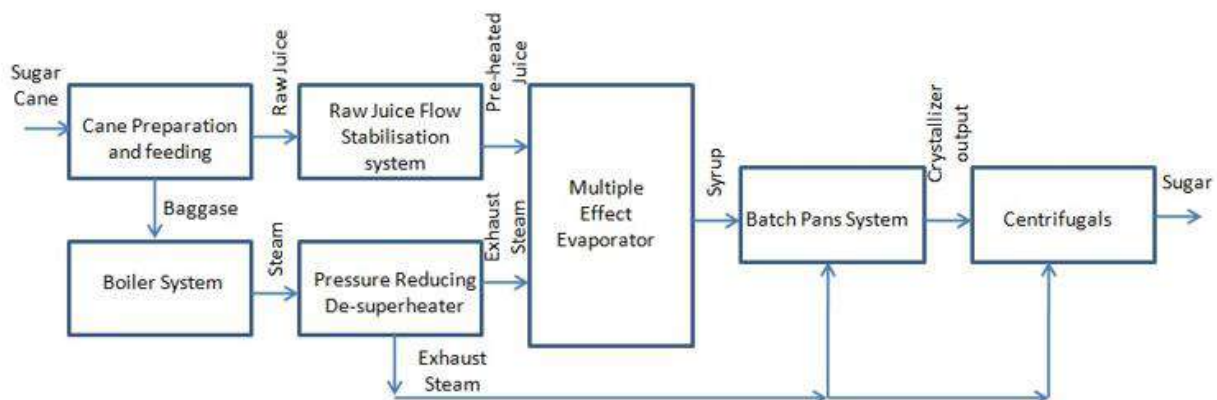 Sugar
Cane
Cane Preparation
and feeding
Raw Juice
Raw Juice Flow
Stabilisation
system
Pre-heated
Juice
Multiple
Effect
Evaporator
Syrup
Batch Pans System
Crystallizer
output
Centrifugals
Sugar
Baggase
Boiler System
Steam
Pressure Reducing
De-superheater
Exhaust
Steam
Exhaust
Steam